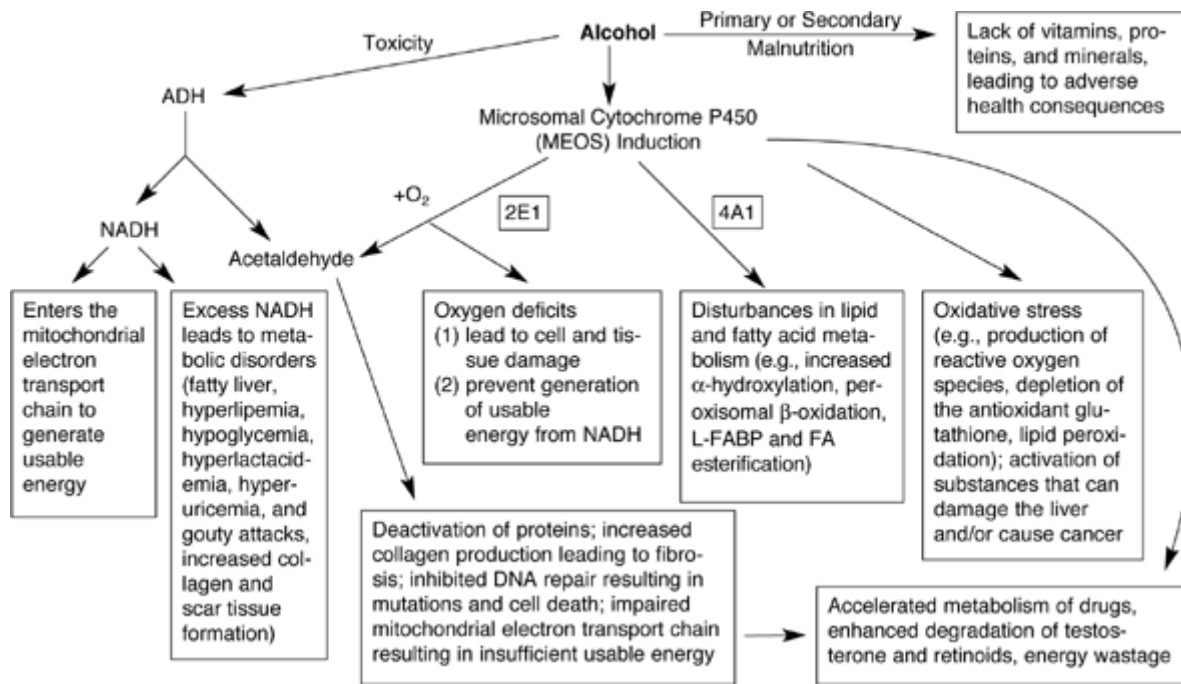 Alcohol
Toxicity
Primary or Secondary
Malnutrition
Lack of vitamins, pro-
teins, and minerals,
leading to adverse
health consequences
ADH
Microsomal Cytochrome P450
(MEOS) Induction
+O₂
2E1
4A1
NADH
Acetaldehyde
Enters the
mitochondrial
electron
transport
chain to
generate
usable
energy
Excess NADH
leads to meta-
bolic disorders
(fatty liver,
hyperlipemia,
hypoglycemia,
hyperlactacid-
emia, hyper-
uricemia, and
gouty attacks,
increased col-
lagen and
scar tissue
formation)
Oxygen deficits
(1) lead to cell and tis-
sue damage
(2) prevent generation
of usable
energy from NADH
Disturbances in lipid
and fatty acid meta-
bolism (e.g., increased
α-hydroxylation, per-
oxisomal β-oxidation,
L-FABP and FA
esterification)
Oxidative stress
(e.g., production of
reactive oxygen
species, depletion of
the antioxidant glu-
tathione, lipid peroxi-
dation); activation of
substances that can
damage the liver
and/or cause cancer
Deactivation of proteins; increased
collagen production leading to fibro-
sis; inhibited DNA repair resulting in
mutations and cell death; impaired
mitochondrial electron transport chain
resulting in insufficient usable energy
Accelerated metabolism of drugs,
enhanced degradation of testos-
terone and retinoids, energy wastage